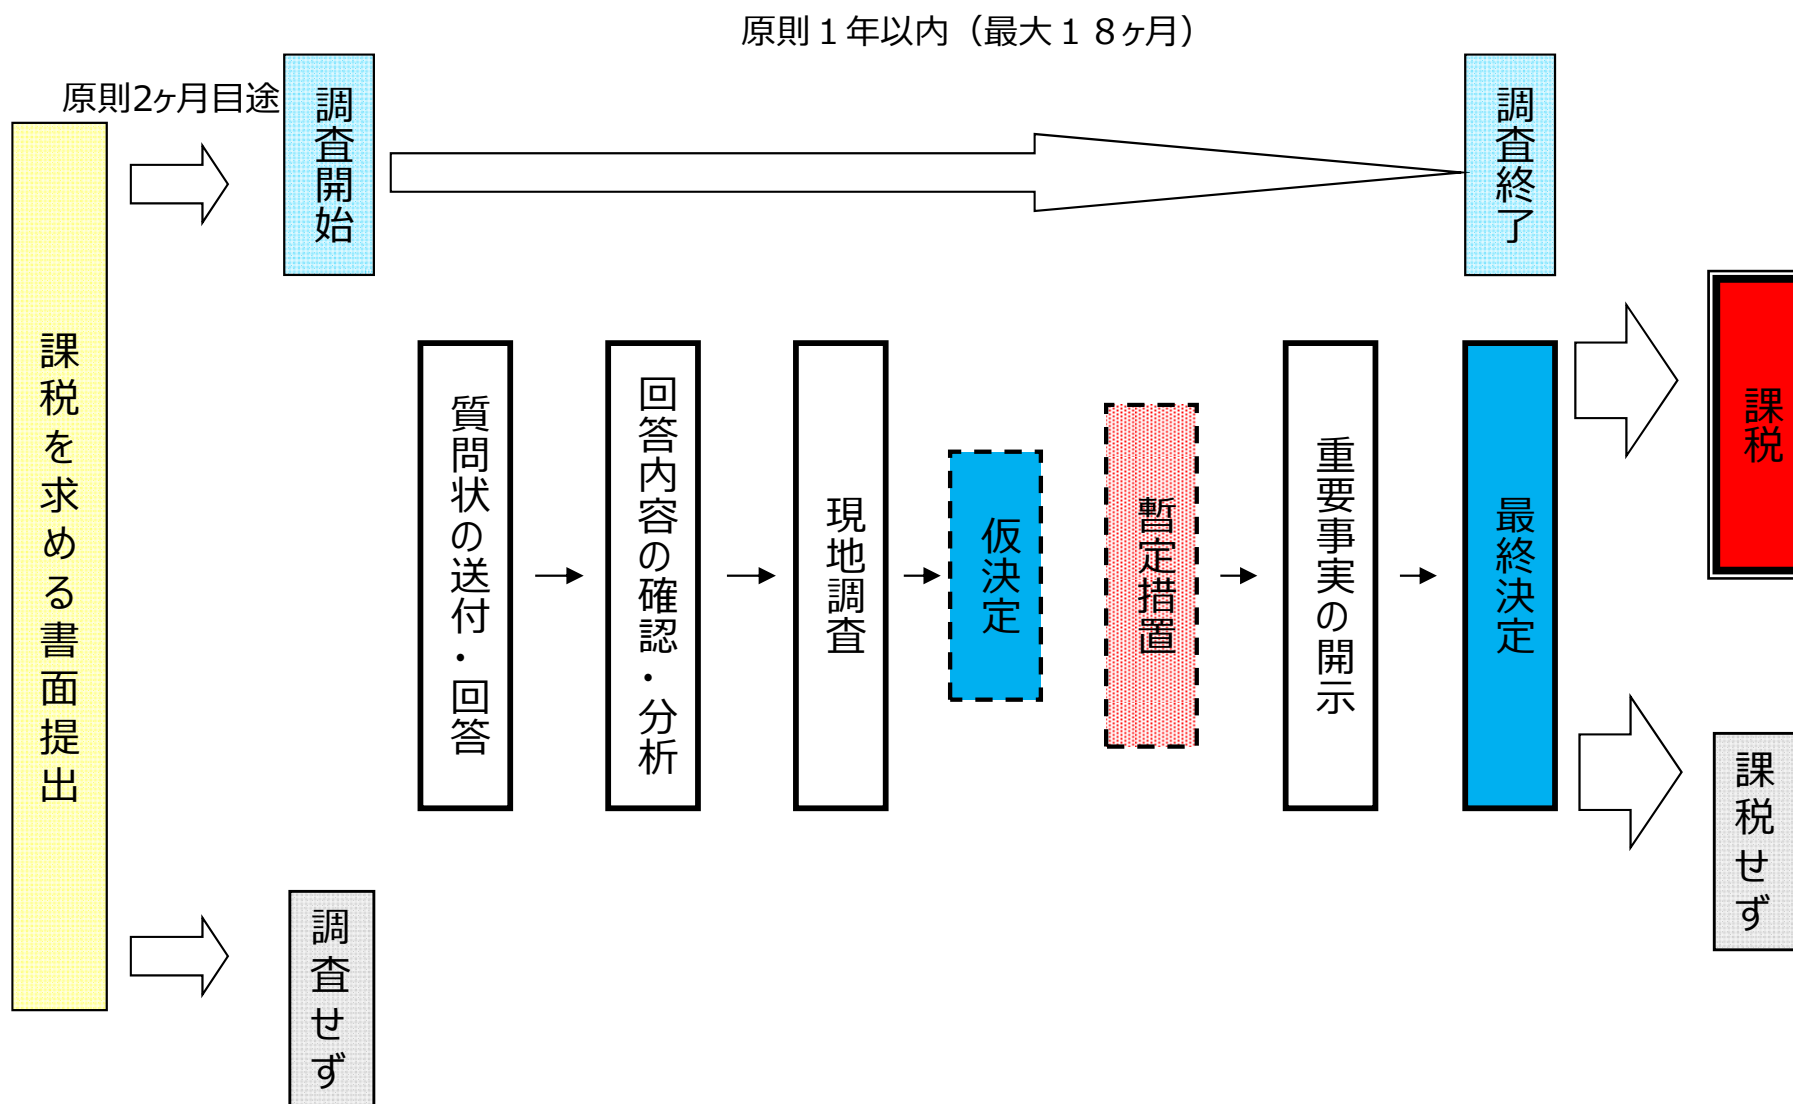 原則１年以内（最大１８ヶ月）
原則2ヶ月目途
課税を求める書面提出
調査開始
調査終了
質問状の送付・回答
回答内容の確認・分析
現地調査
仮決定
暫定措置
重要事実の開示
最終決定
課税
課税せず
調査せず